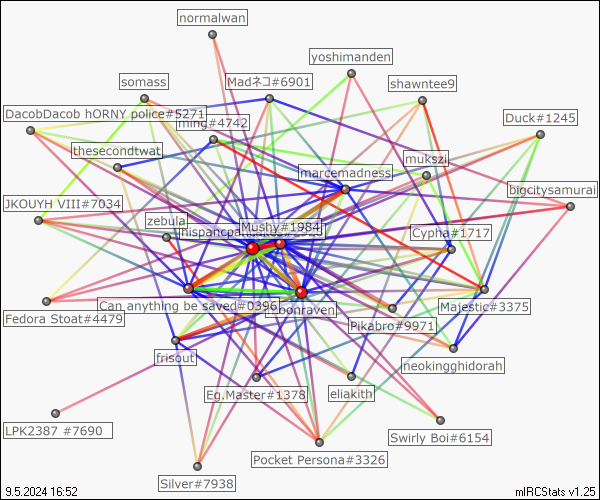 normalwan
yoshimanden
somass
Madネコ#6901
shawntee9
DacobDacob hORNY police#5271
ming#4742
Duck#1245
thesecondtwat
mukszi
marcemadness
bigcitysamurai
JKOUYH VIII#7034
zebula
Mushy#1984
Cypha#1717
Can anything be saved#0396
Majestic#3375
Fedora Stoat#4479
Pikabro#9971
frisout
neokingghidorah
Eg.Master#1378
eliakith
LPK2387 #7690
Swirly Boi#6154
Pocket Persona#3326
Silver#7938
9.5.2024 16:52
mIRCStats v1.25